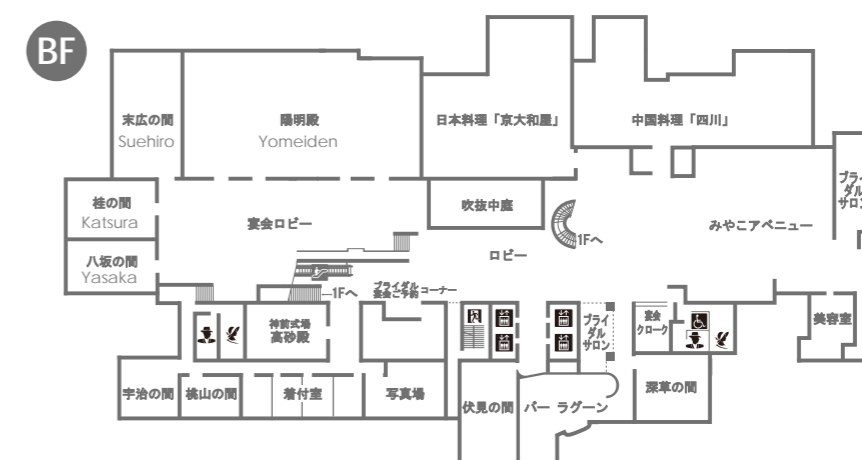 BF
末広の間
Suehiro
陽明殿
Yomeiden
日本料理「京大和屋」
中国料理「四川」
桂の間
Katsura
八坂の間
Yasaka
宴会ロビー
吹抜中庭
ロビー
1Fへ
みやこアベニュー
ブライ
ダル
サロン
←1Fへ
ブライダル
宴会ご予約コーナー
神前式場
高砂殿
ブライ
ダル
サロン
宴会
クローク
美容室
宇治の間
桃山の間
着付室
写真場
伏見の間
バー ラグーン
深草の間